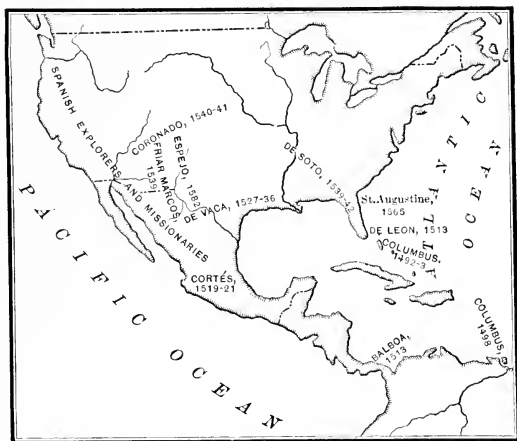 SPANISH EXPLORERS AND MISSIONARIES
CORONADO, 1540-41
FRIAR MARCOS,
1539
ESPEJO, 1582
DE VACA, 1527-36
DE SOTO, 1539-42
St. Augustine,
1565
DE LEON, 1513
COLUMBUS,
1492-3
CORTÉS,
1519-21
BALBOA,
1513
COLUMBUS,
1498
PACIFIC OCEAN
ATLANTIC
OCEAN